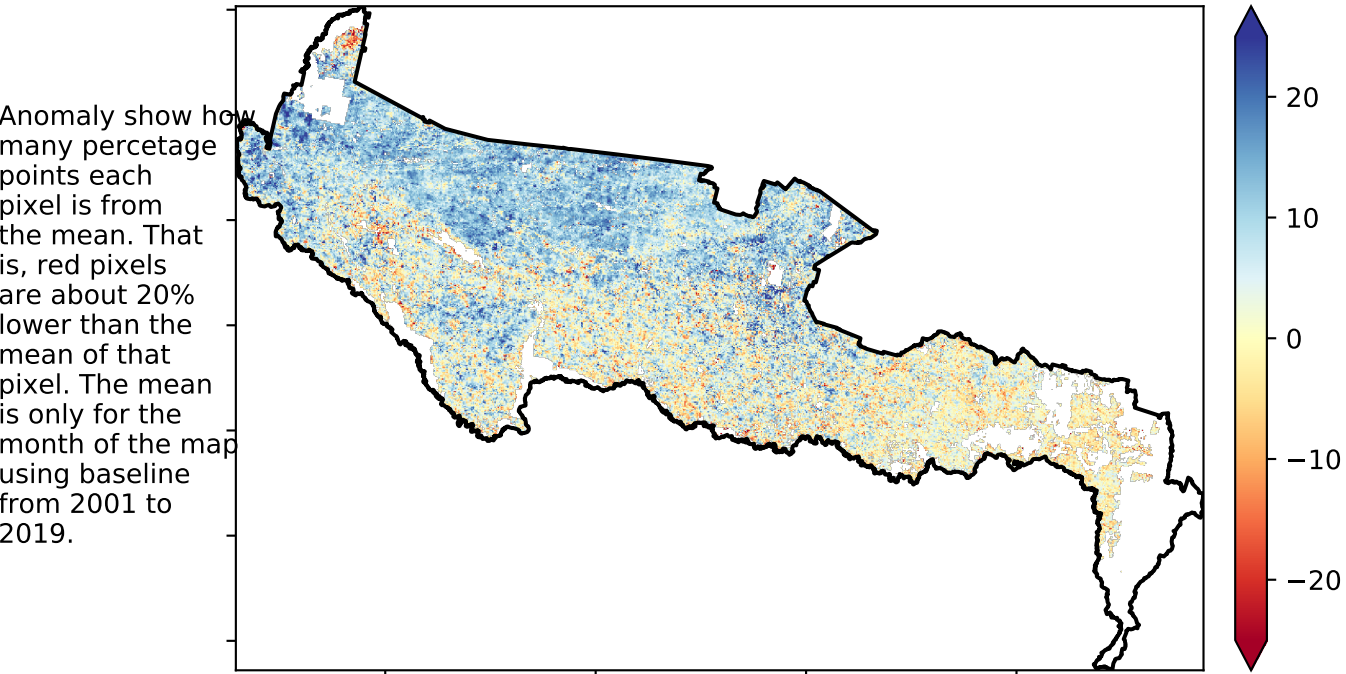 Anomaly show how
many percetage
points each
pixel is from
the mean. That
is, red pixels
are about 20%
lower than the
mean of that
pixel. The mean
is only for the
month of the map
using baseline
from 2001 to
2019.
20
10
0
−10
−20